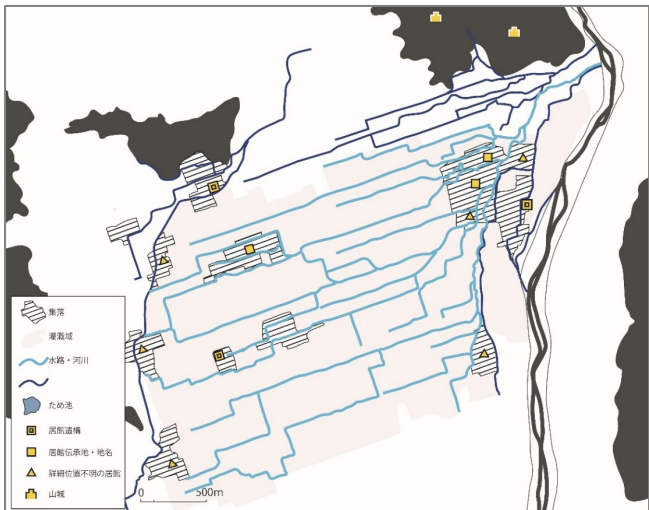 集落
灌漑域
水路・河川
ため池
居館遺構
居館伝承地・地名
詳細位置不明の居館
山城
0 500m